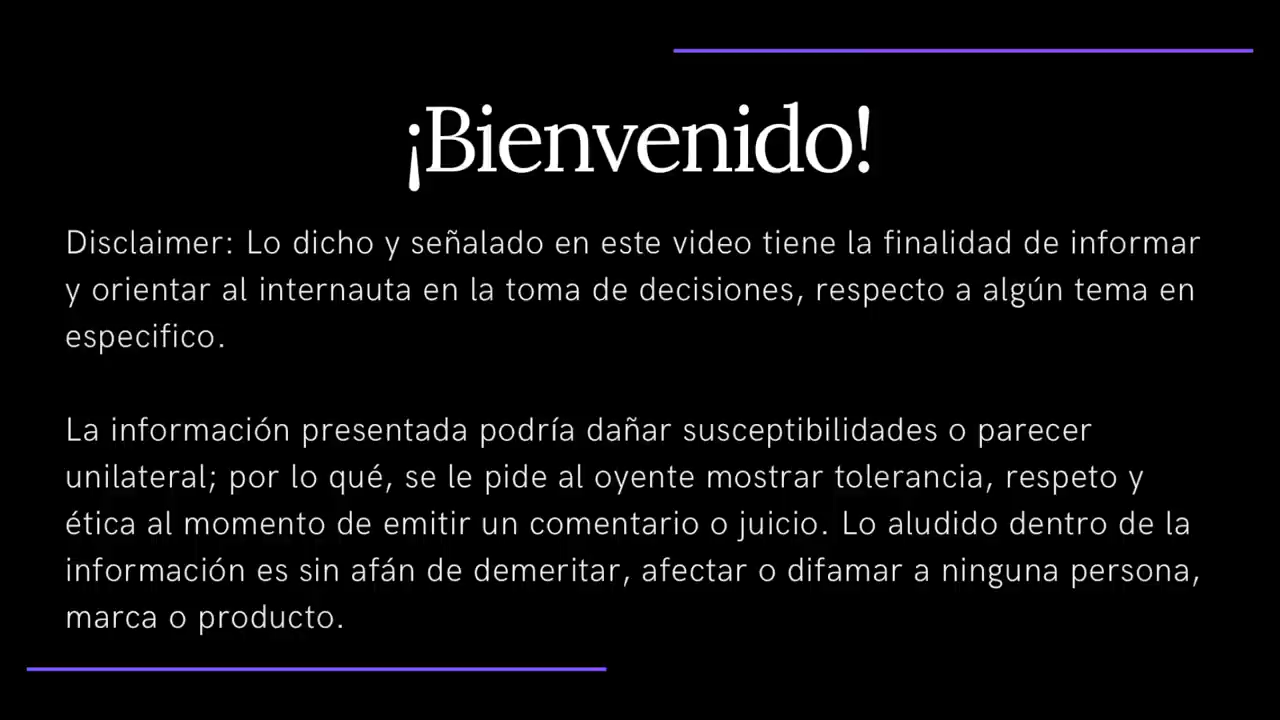 ¡Bienvenido!
Disclaimer: Lo dicho y señalado en este video tiene la finalidad de informar
y orientar al internauta en la toma de decisiones, respecto a algún tema en
especifico.
La información presentada podría dañar susceptibilidades o parecer
unilateral; por lo qué, se le pide al oyente mostrar tolerancia, respeto y
ética al momento de emitir un comentario o juicio. Lo aludido dentro de la
información es sin afán de demeritar, afectar o difamar a ninguna persona,
marca o producto.